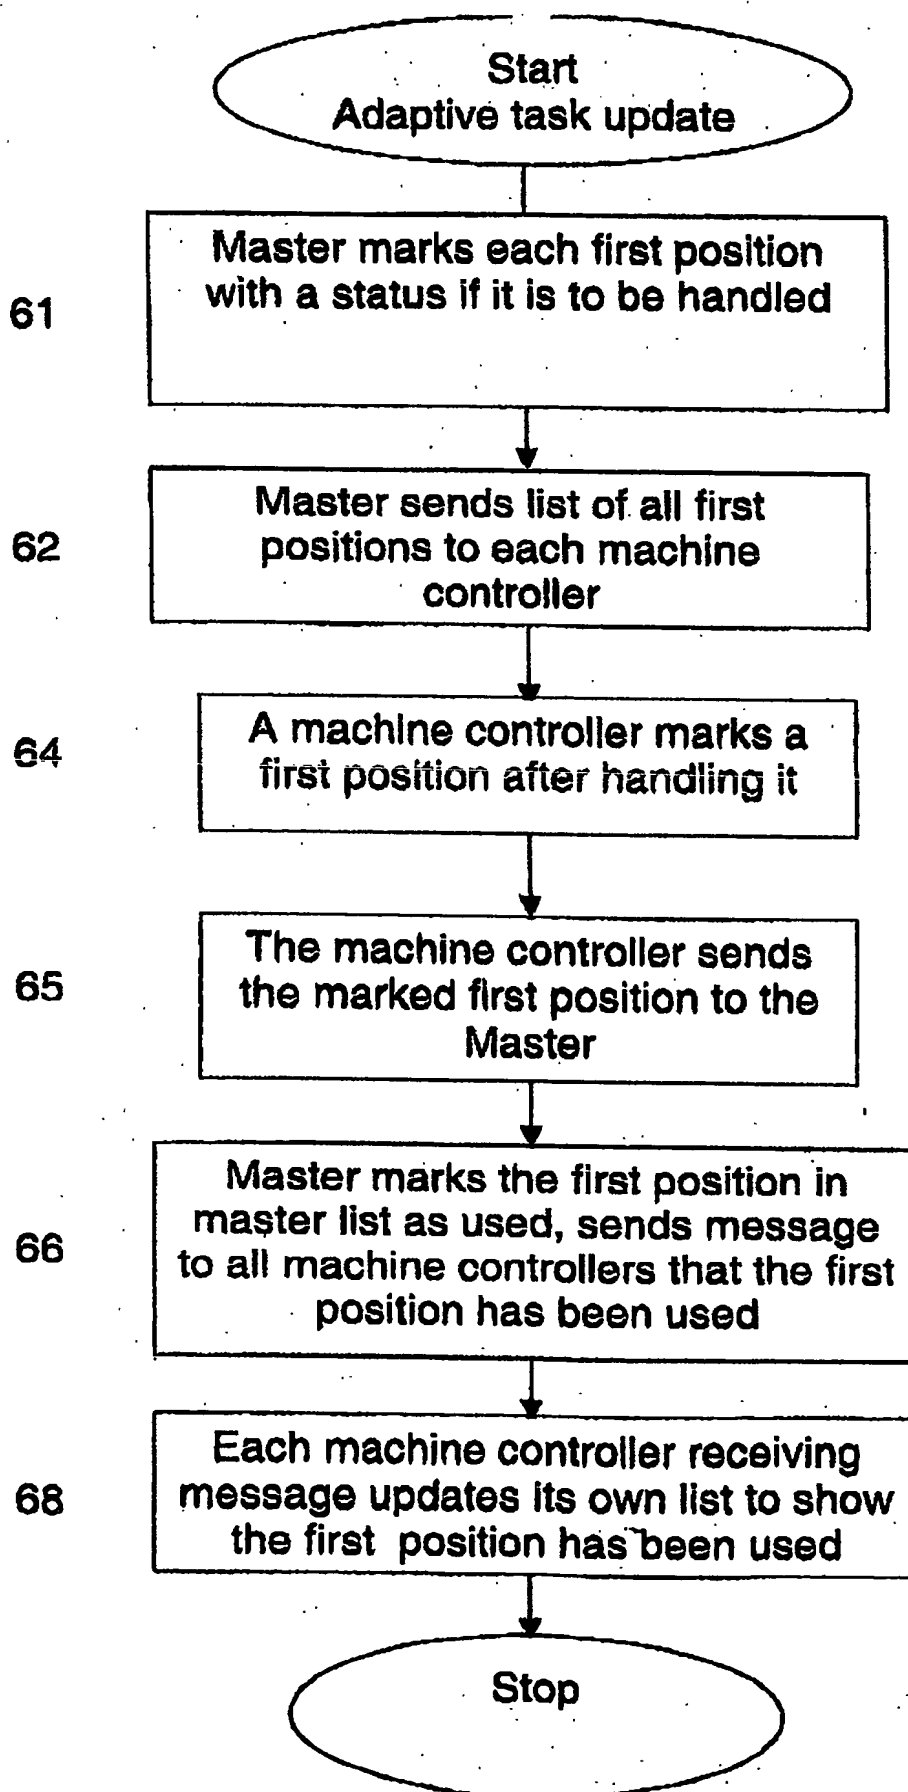 Start
Adaptive task update
Master marks each first position
with a status if it is to be handled
61
Master sends list of all first
positions to each machine
controller
62
A machine controller marks a
first position after handling it
64
The machine controller sends
the marked first position to the
Master
65
Master marks the first position in
master list as used, sends message
to all machine controllers that the first
position has been used
66
Each machine controller receiving
message updates its own list to show
the first position has been used
68
Stop